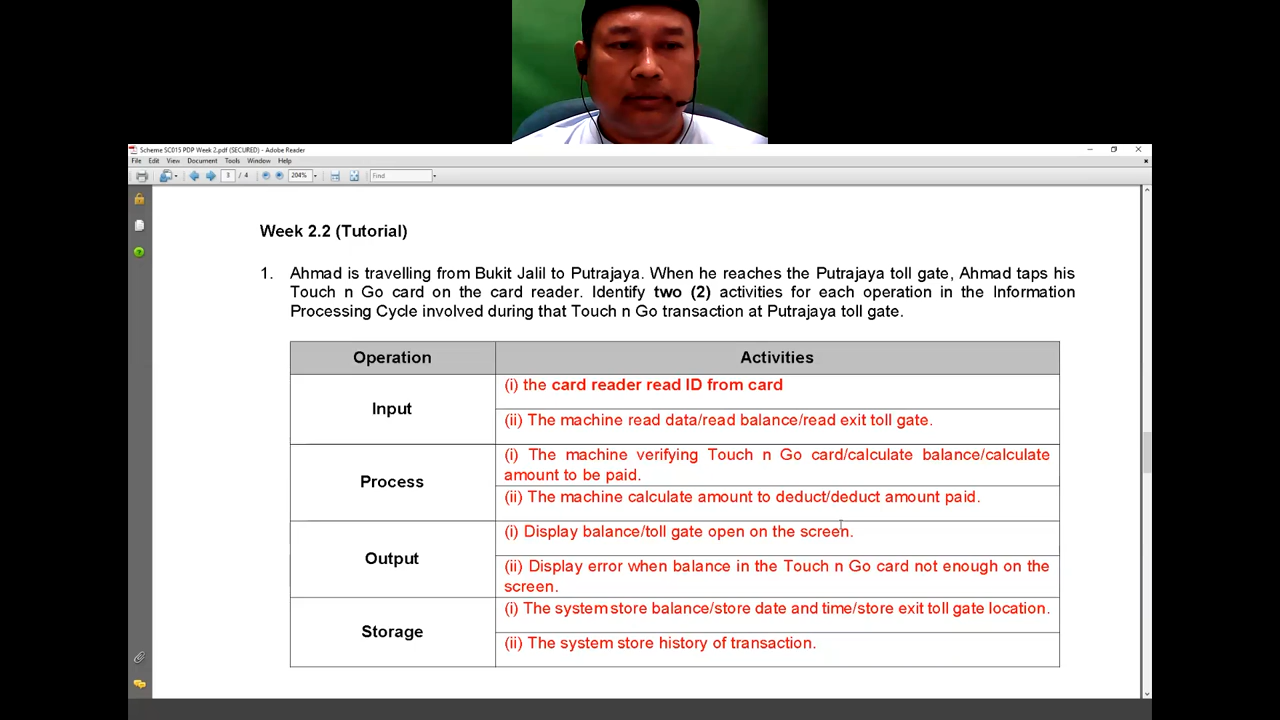 Scheme SC015 PDP Week 2.pdf (SECURED) - Adobe Reader
File Edit View Document Tools Window Help
3 / 4 204% Find
Week 2.2 (Tutorial)
1. Ahmad is travelling from Bukit Jalil to Putrajaya. When he reaches the Putrajaya toll gate, Ahmad taps his
Touch n Go card on the card reader. Identify two (2) activities for each operation in the Information
Processing Cycle involved during that Touch n Go transaction at Putrajaya toll gate.
Operation Activities
Input
(i) the card reader read ID from card
(ii) The machine read data/read balance/read exit toll gate.
Process
(i) The machine verifying Touch n Go card/calculate balance/calculate
amount to be paid.
(ii) The machine calculate amount to deduct/deduct amount paid.
Output
(i) Display balance/toll gate open on the screen.
(ii) Display error when balance in the Touch n Go card not enough on the
screen.
Storage
(i) The system store balance/store date and time/store exit toll gate location.
(ii) The system store history of transaction.